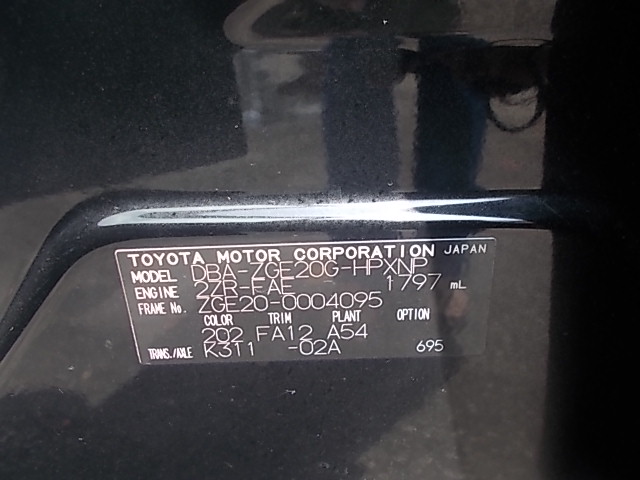 TOYOTA MOTOR CORPORATION JAPAN
MODEL DBA-ZGE20G-HPXNP
ENGINE 2ZR-FAE 1797 mL
FRAME No. ZGE20-0004095
COLOR TRIM PLANT OPTION
202 FA12 A54
TRANS./AXLE K311 -02A 695